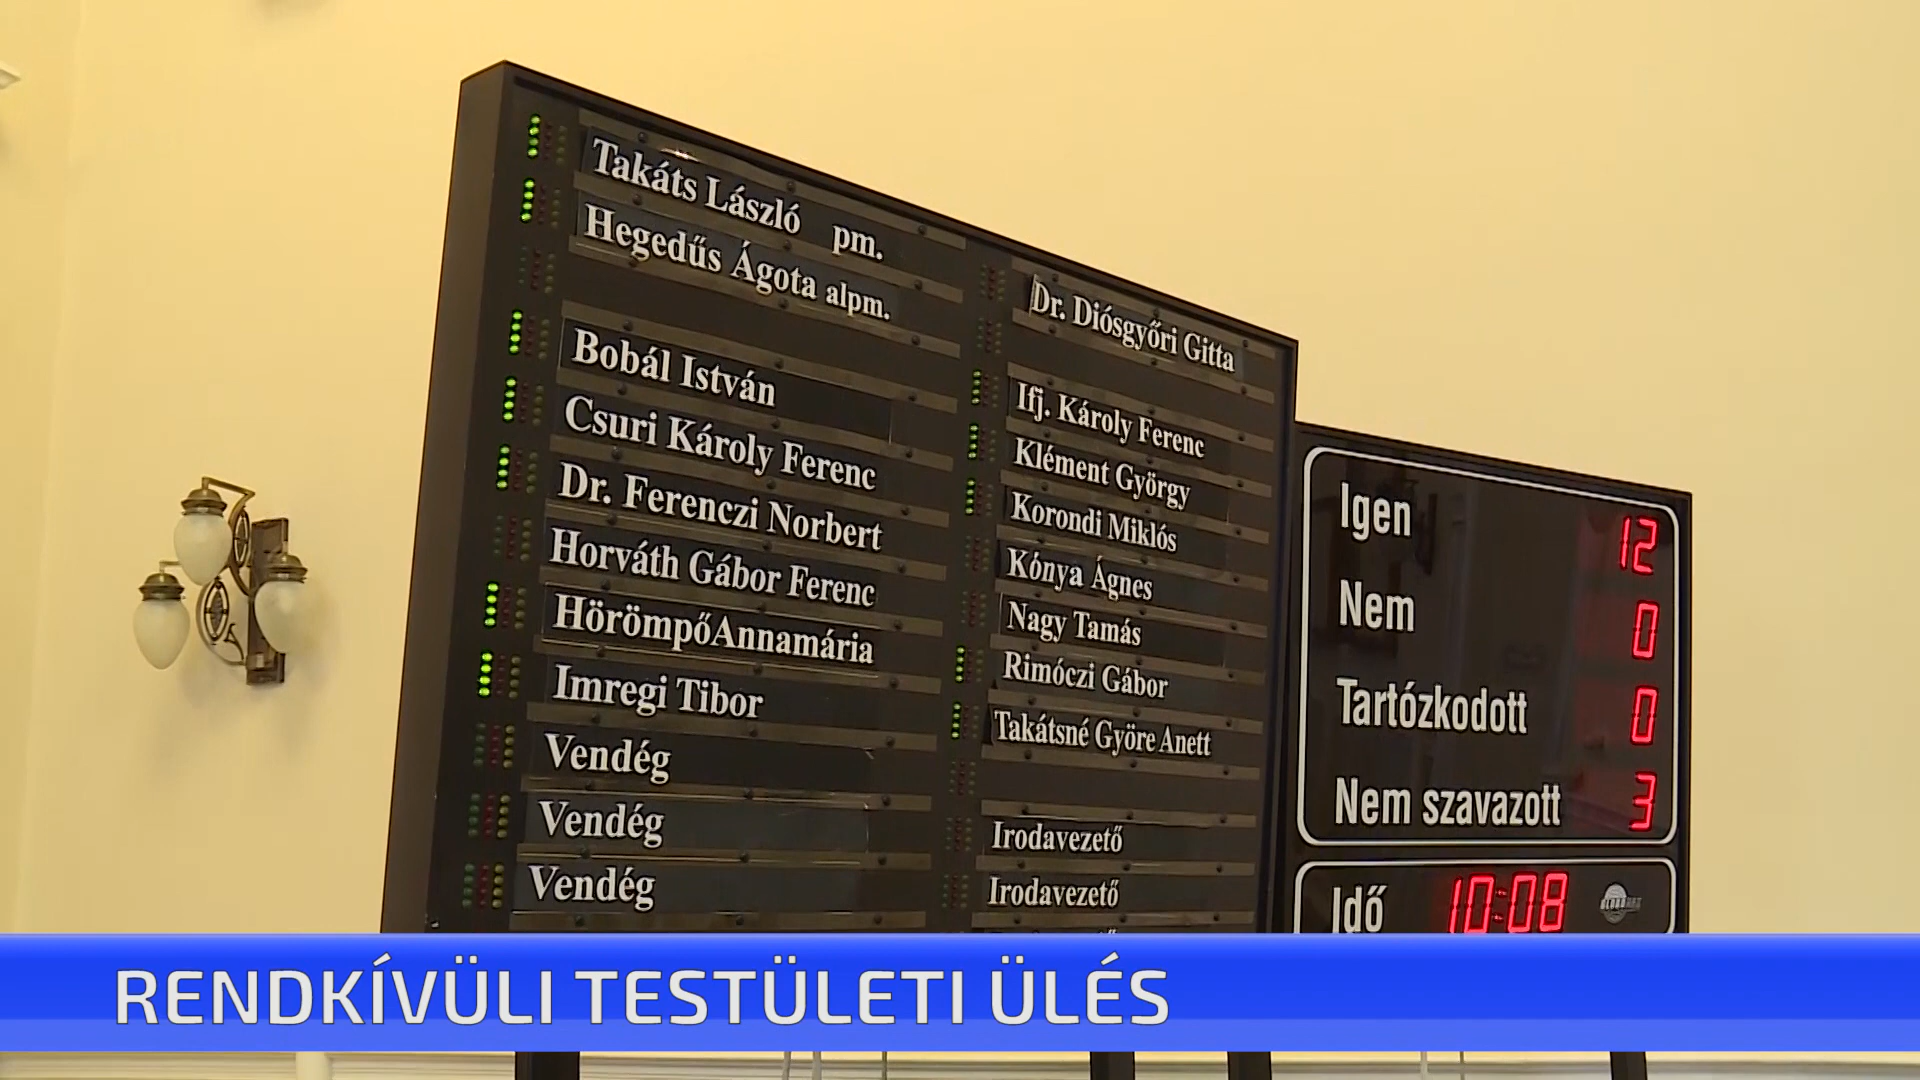 Takáts László pm.
Hegedűs Ágota alpm.
Bobál István
Csuri Károly Ferenc
Dr. Ferenczi Norbert
Horváth Gábor Ferenc
HörömpőAnnamária
Imregi Tibor
Vendég
Vendég
Vendég
Dr. Diósgyőri Gitta
Ifj. Károly Ferenc
Klément György
Korondi Miklós
Kónya Ágnes
Nagy Tamás
Rimóczi Gábor
Takátsné Györe Anett
Irodavezető
Irodavezető
Igen 12
Nem 0
Tartózkodott 0
Nem szavazott 3
Idő 10:08
RENDKÍVÜLI TESTÜLETI ÜLÉS